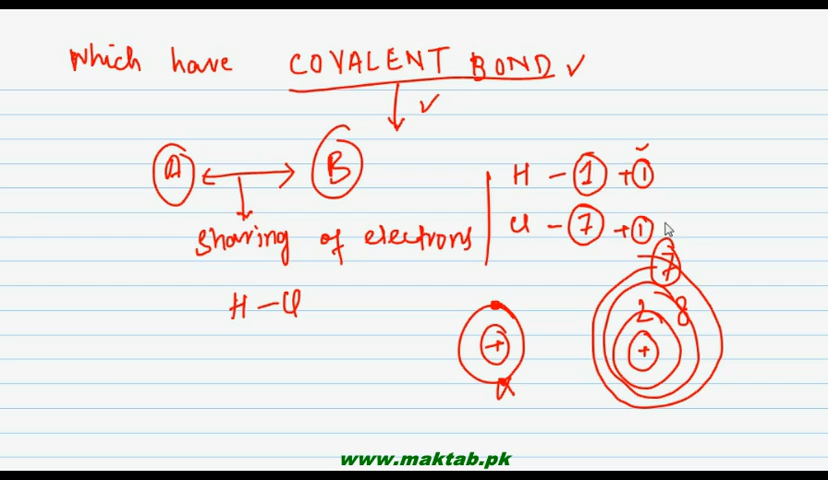 Which have COVALENT BOND ✓
✓
A B
H - 1 + 1
Cl - 7 + 1
sharing of electrons
H - Cl
7
2, 8
+ +
www.maktab.pk